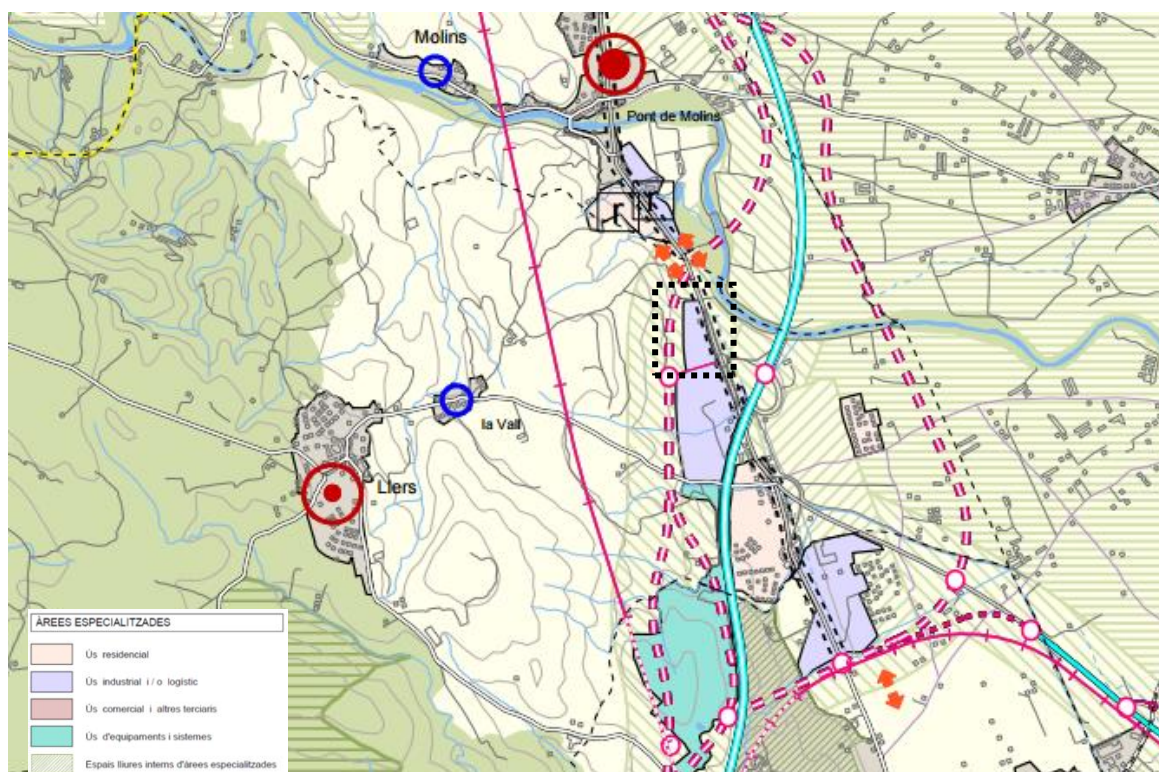 Molins
Pont de Molins
r
r
la Vall
Llers
ÀREES ESPECIALITZADES
Ús residencial
Ús industrial i / o logístic
Ús comercial i altres terciaris
Ús d'equipaments i sistemes
Espais lliures interns d'àrees especialitzades